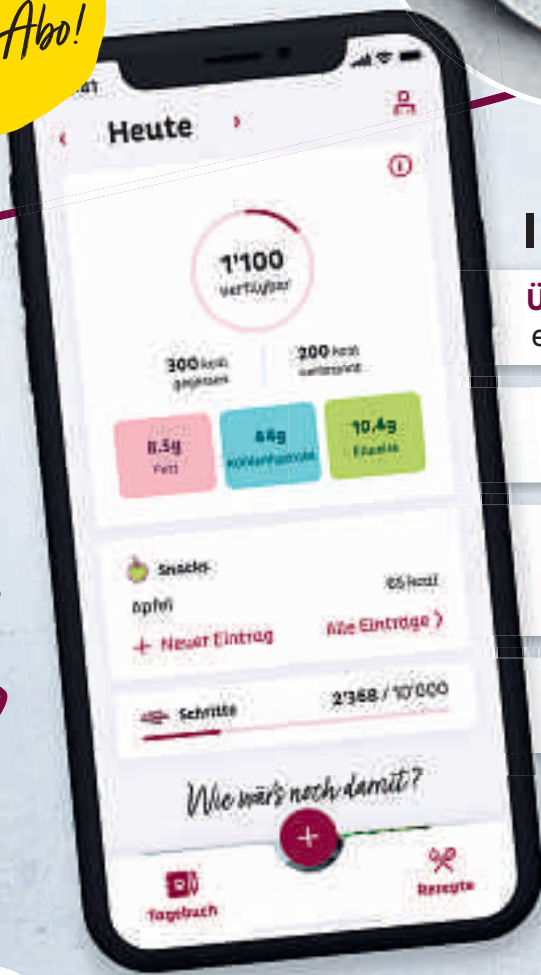 Abo!
Heute
1'100
verfügbar
300 kcal
gegessen
200 kcal
verbrannt
8.5g
Fett
Kohlenhydrate
10.4g
Eiweiss
Snacks
Apfel
65 kcal
+ Neuer Eintrag
Alle Einträge >
Schritte
2'368 / 10'000
Wie wär's noch damit?
+
Tagebuch
Rezepte